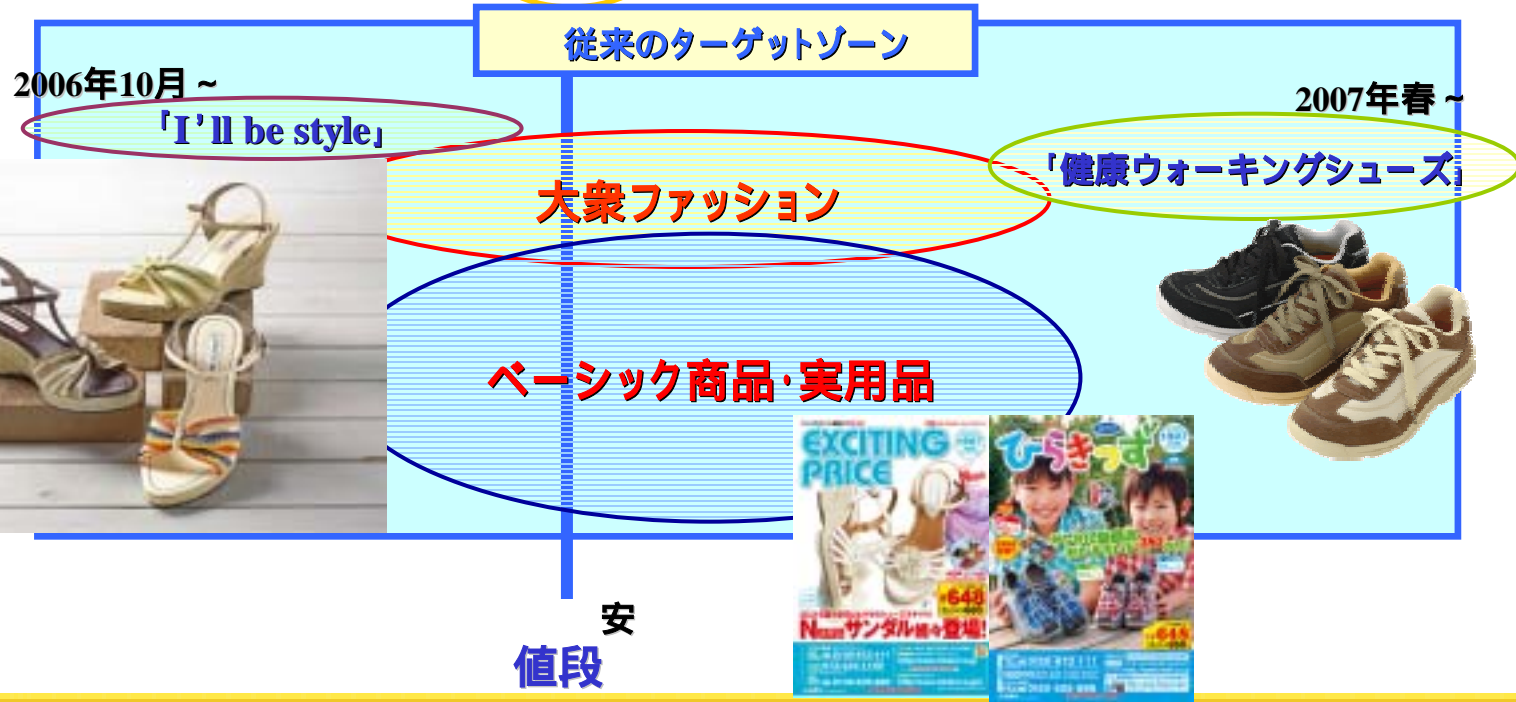 従来のターゲットゾーン
2006年10月～
「I'll be style」
2007年春～
「健康ウォーキングシューズ」
大衆ファッション
ベーシック商品・実用品
EXCITING
PRICE
648
サンダル続々登場!
ひらきっず
648
安
値段